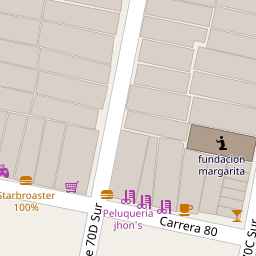 fundacion
margarita
Starbroaster
100%
Peluqueria
jhon's
Carrera 80
e 70D Sur
70C Sur